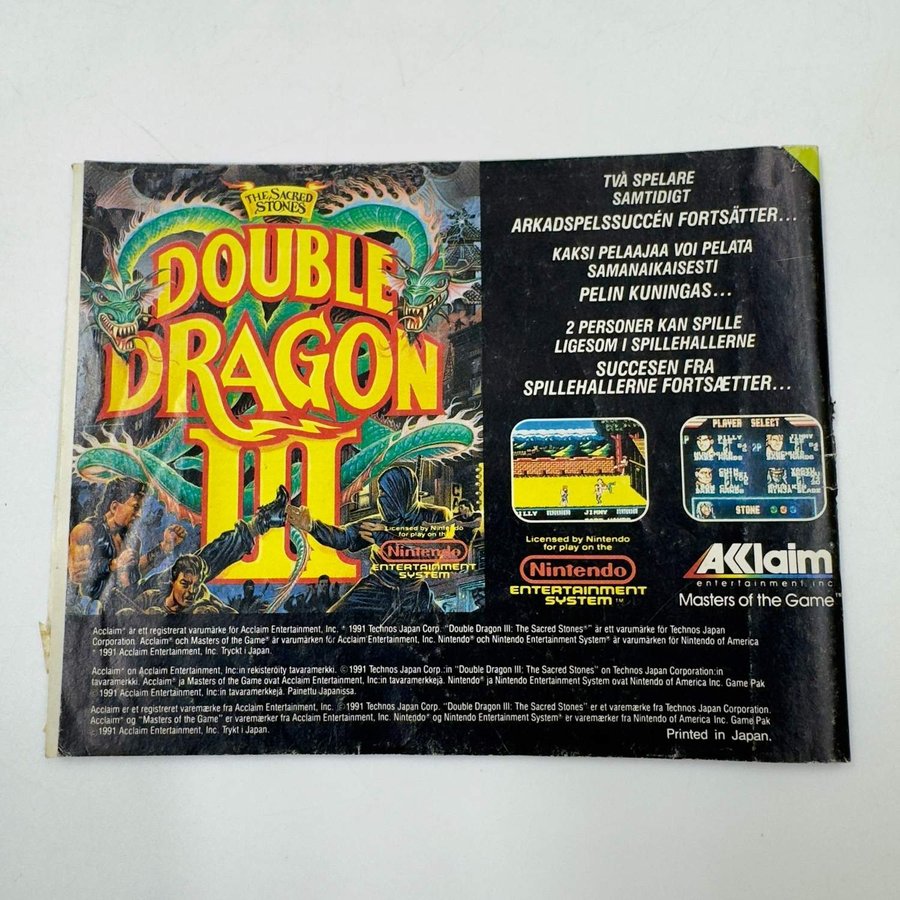 THE SACRED
STONES
DOUBLE
DRAGON
III
Licensed by Nintendo
for play on the
Nintendo
ENTERTAINMENT
SYSTEM
TVÅ SPELARE
SAMTIDIGT
ARKADSPELSSUCCÉN FORTSÄTTER...
KAKSI PELAAJAA VOI PELATA
SAMANAIKAISESTI
PELIN KUNINGAS...
2 PERSONER KAN SPILLE
LIGESOM I SPILLEHALLERNE
SUCCESEN FRA
SPILLEHALLERNE FORTSÆTTER...
JIMMY
PLAYER SELECT
STONE
Licensed by Nintendo
for play on the
Nintendo
ENTERTAINMENT
SYSTEM™
AKKlaim
entertainment, inc.
Masters of the Game™
Acclaim® är ett registrerat varumärke för Acclaim Entertainment, Inc. ® 1991 Technos Japan Corp. "Double Dragon III: The Sacred Stones" är ett varumärke för Technos Japan
Corporation. Acclaim® och Masters of the Game® är varumärken för Acclaim Entertainment, Inc. Nintendo® och Nintendo Entertainment System® är varumärken för Nintendo of America
® 1991 Acclaim Entertainment, Inc. Tryckt i Japan.
Acclaim® on Acclaim Entertainment, Inc:in rekisteröity tavaramerkki. ©1991 Technos Japan Corp.:in "Double Dragon III: The Sacred Stones" on Technos Japan Corporation:in
tavaramerkki. Acclaim® ja Masters of the Game ovat Acclaim Entertainment, Inc.:in tavaramerkkejä. Nintendo® ja Nintendo Entertainment System ovat Nintendo of America Inc. Game Pak
©1991 Acclaim Entertainment, Inc:in tavaramerkkejä. Painettu Japanissa.
Acclaim er et registreret varemærke fra Acclaim Entertainment, Inc. ©1991 Technos Japan Corp. "Double Dragon III: The Sacred Stones" er et varemærke fra Technos Japan Corporation.
Acclaim® og "Masters of the Game" er varemærker fra Acclaim Entertainment, Inc. Nintendo® og Nintendo Entertainment System® er varemærker fra Nintendo of America Inc. Game Pak
©1991 Acclaim Entertainment, Inc. Trykt i Japan.
Printed in Japan.